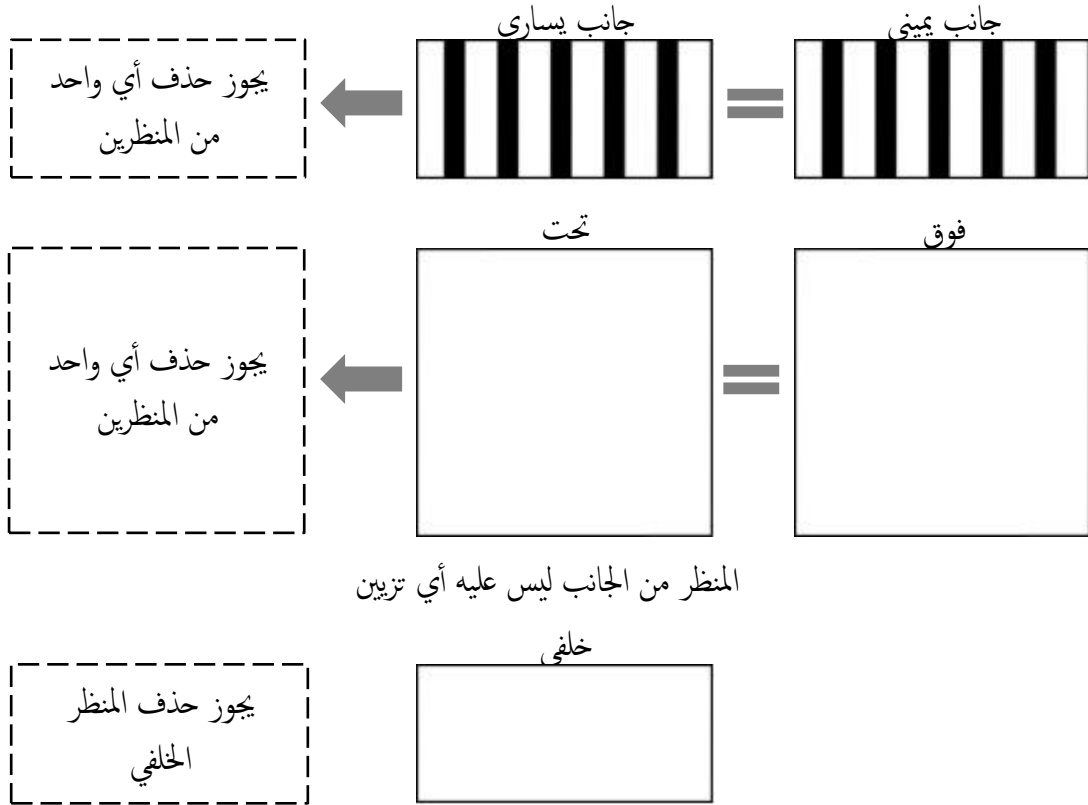 جانب يميني
جانب يساري
يجوز حذف أي واحد
من المنظرين
فوق
تحت
يجوز حذف أي واحد
من المنظرين
المنظر من الجانب ليس عليه أي تزيين
خلفي
يجوز حذف المنظر
الخلفي